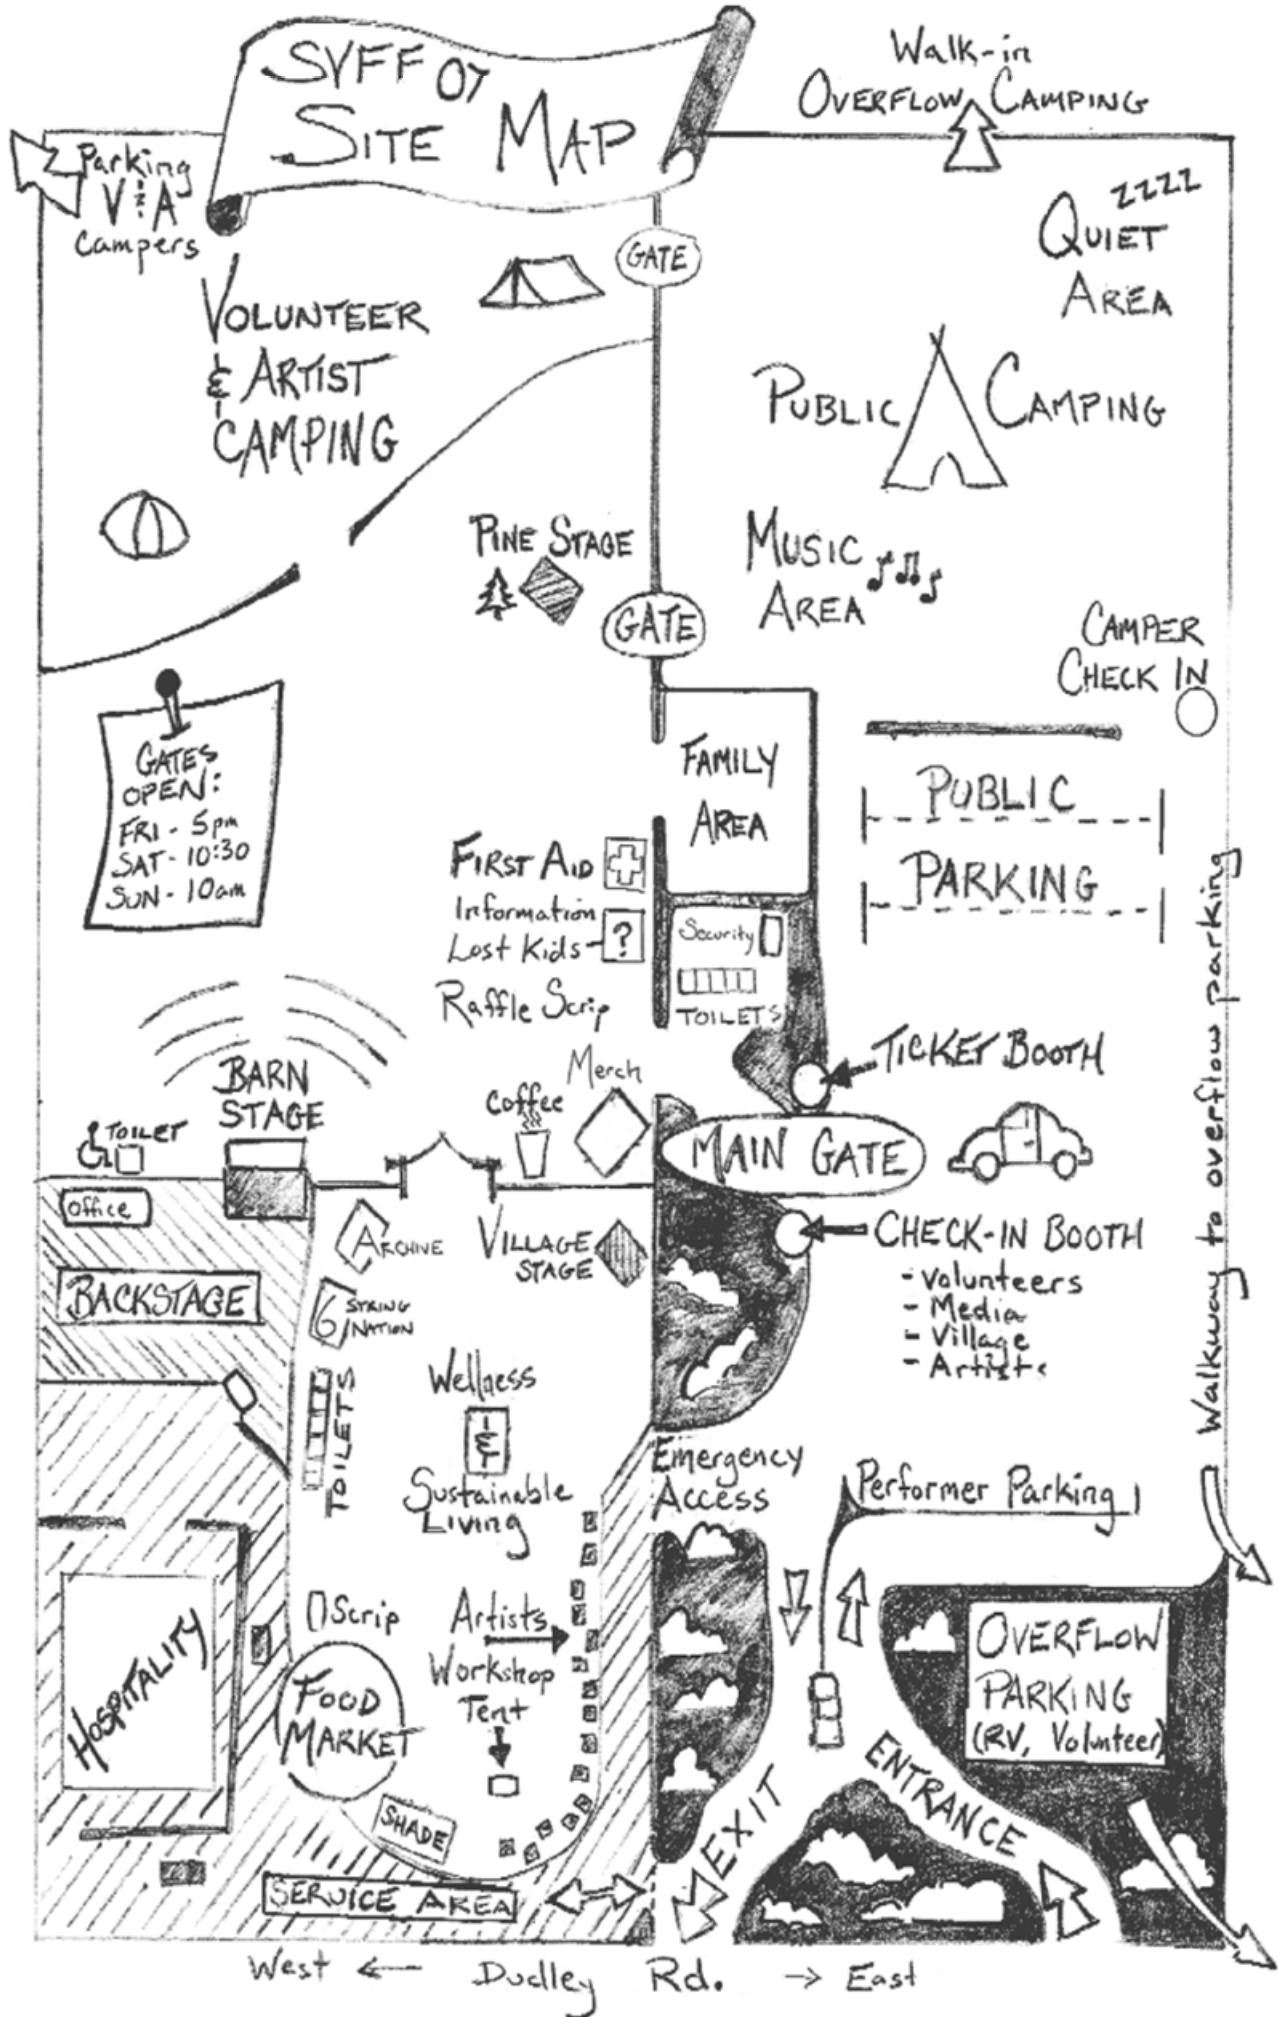 SVFF 07
SITE MAP
Walk-in
OVERFLOW CAMPING
Parking
V & A
Campers
ZZZZ
QUIET
AREA
GATE
VOLUNTEER
& ARTIST
CAMPING
PUBLIC CAMPING
PINE STAGE
MUSIC
AREA
GATE
CAMPER
CHECK IN
GATES
OPEN:
FRI - 5pm
SAT - 10:30
SUN - 10am
FAMILY
AREA
PUBLIC
PARKING
FIRST AID
Information
Lost Kids - ?
Raffle Scrip
Security
TOILETS
Walkway to overflow parking
TICKET BOOTH
BARN
STAGE
Coffee
Merch
TOILET
MAIN GATE
Office
ARCHIVE
VILLAGE
STAGE
CHECK-IN BOOTH
- Volunteers
- Media
- Village
- Artists
BACKSTAGE
6 STRING
NATION
TOILETS
Wellness
&
Sustainable
LIVING
Emergency
Access
Performer Parking
HOSPITALITY
Scrip
FOOD
MARKET
Artists
Workshop
Tent
SHADE
OVERFLOW
PARKING
(RV, Volunteer)
EXIT
ENTRANCE
SERVICE AREA
West ← Dudley Rd. → East